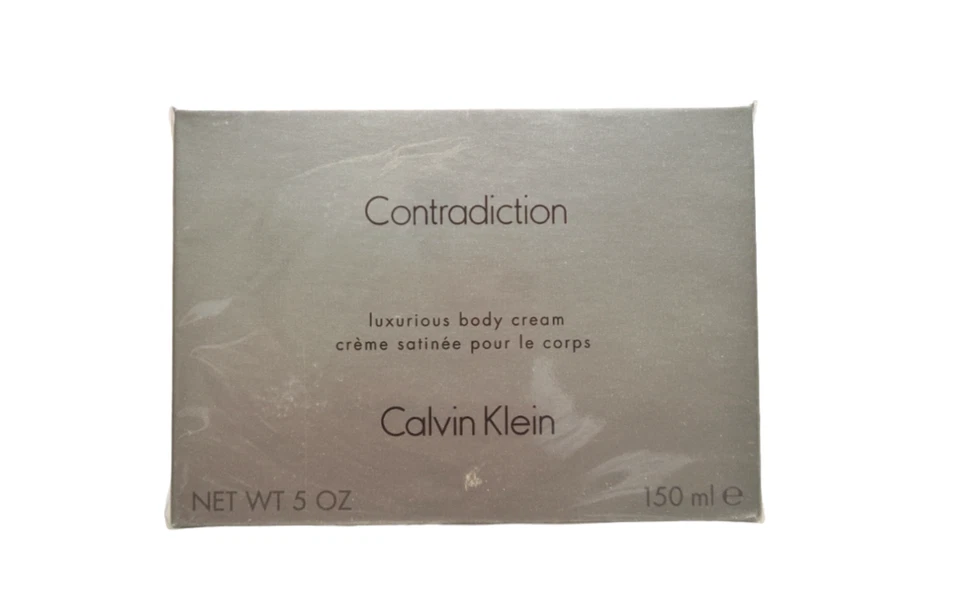 Contradiction
luxurious body cream
crème satinée pour le corps
Calvin Klein
NET WT 5 OZ 150 ml ℮